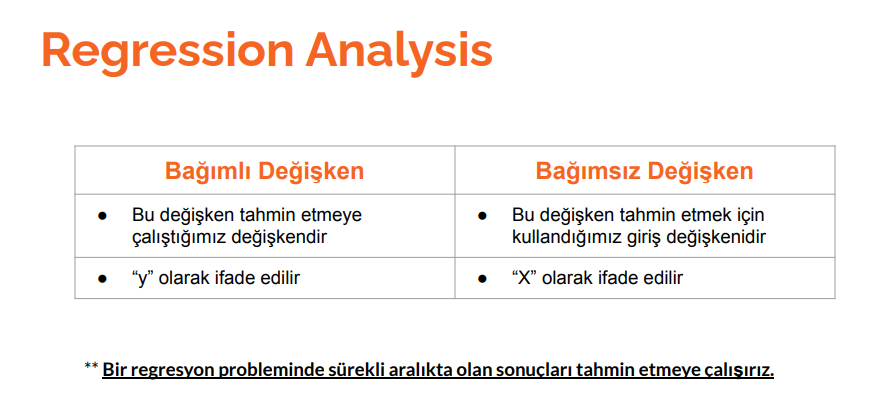 Regression Analysis
Bağımlı Değişken
Bağımsız Değişken
● Bu değişken tahmin etmeye
çalıştığımız değişkendir
● Bu değişken tahmin etmek için
kullandığımız giriş değişkenidir
● “y” olarak ifade edilir
● “X” olarak ifade edilir
** Bir regresyon probleminde sürekli aralıkta olan sonuçları tahmin etmeye çalışırız.